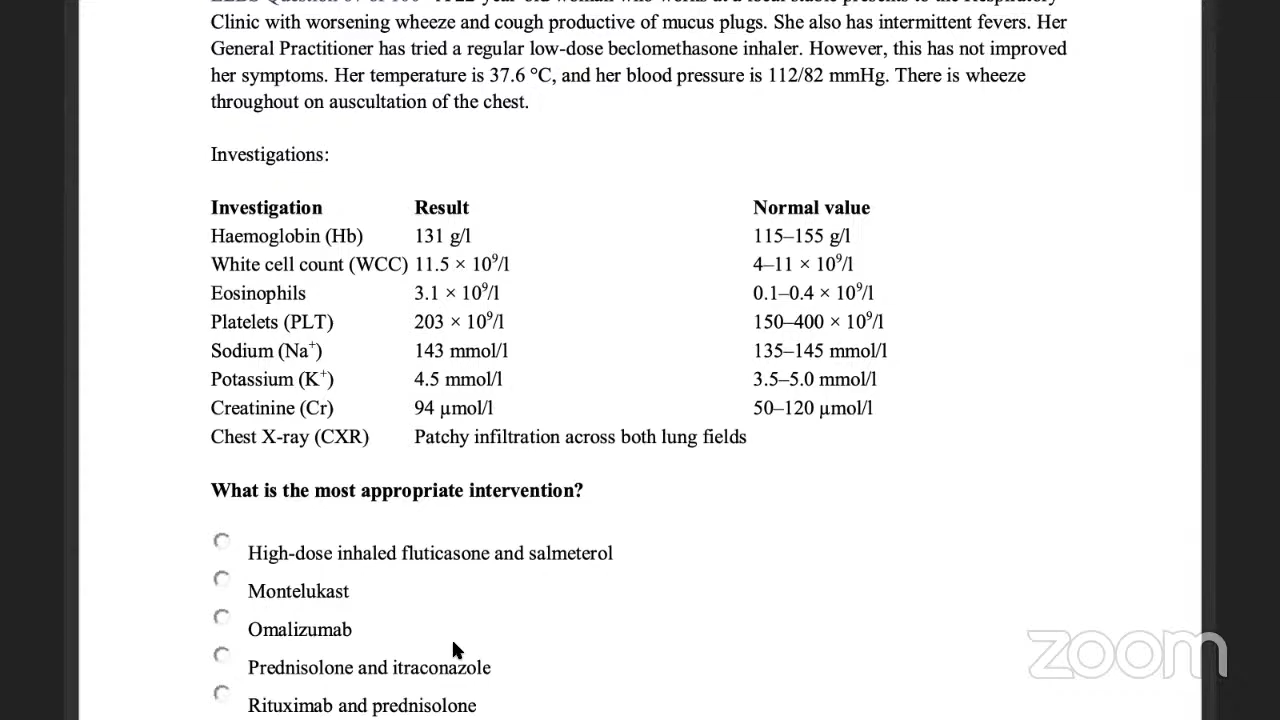 Clinic with worsening wheeze and cough productive of mucus plugs. She also has intermittent fevers. Her
General Practitioner has tried a regular low-dose beclomethasone inhaler. However, this has not improved
her symptoms. Her temperature is 37.6 °C, and her blood pressure is 112/82 mmHg. There is wheeze
throughout on auscultation of the chest.
Investigations:
Investigation Result Normal value
Haemoglobin (Hb) 131 g/l 115–155 g/l
White cell count (WCC) 11.5 × 10⁹/l 4–11 × 10⁹/l
Eosinophils 3.1 × 10⁹/l 0.1–0.4 × 10⁹/l
Platelets (PLT) 203 × 10⁹/l 150–400 × 10⁹/l
Sodium (Na⁺) 143 mmol/l 135–145 mmol/l
Potassium (K⁺) 4.5 mmol/l 3.5–5.0 mmol/l
Creatinine (Cr) 94 µmol/l 50–120 µmol/l
Chest X-ray (CXR) Patchy infiltration across both lung fields
What is the most appropriate intervention?
High-dose inhaled fluticasone and salmeterol
Montelukast
Omalizumab
Prednisolone and itraconazole
Rituximab and prednisolone
zoom